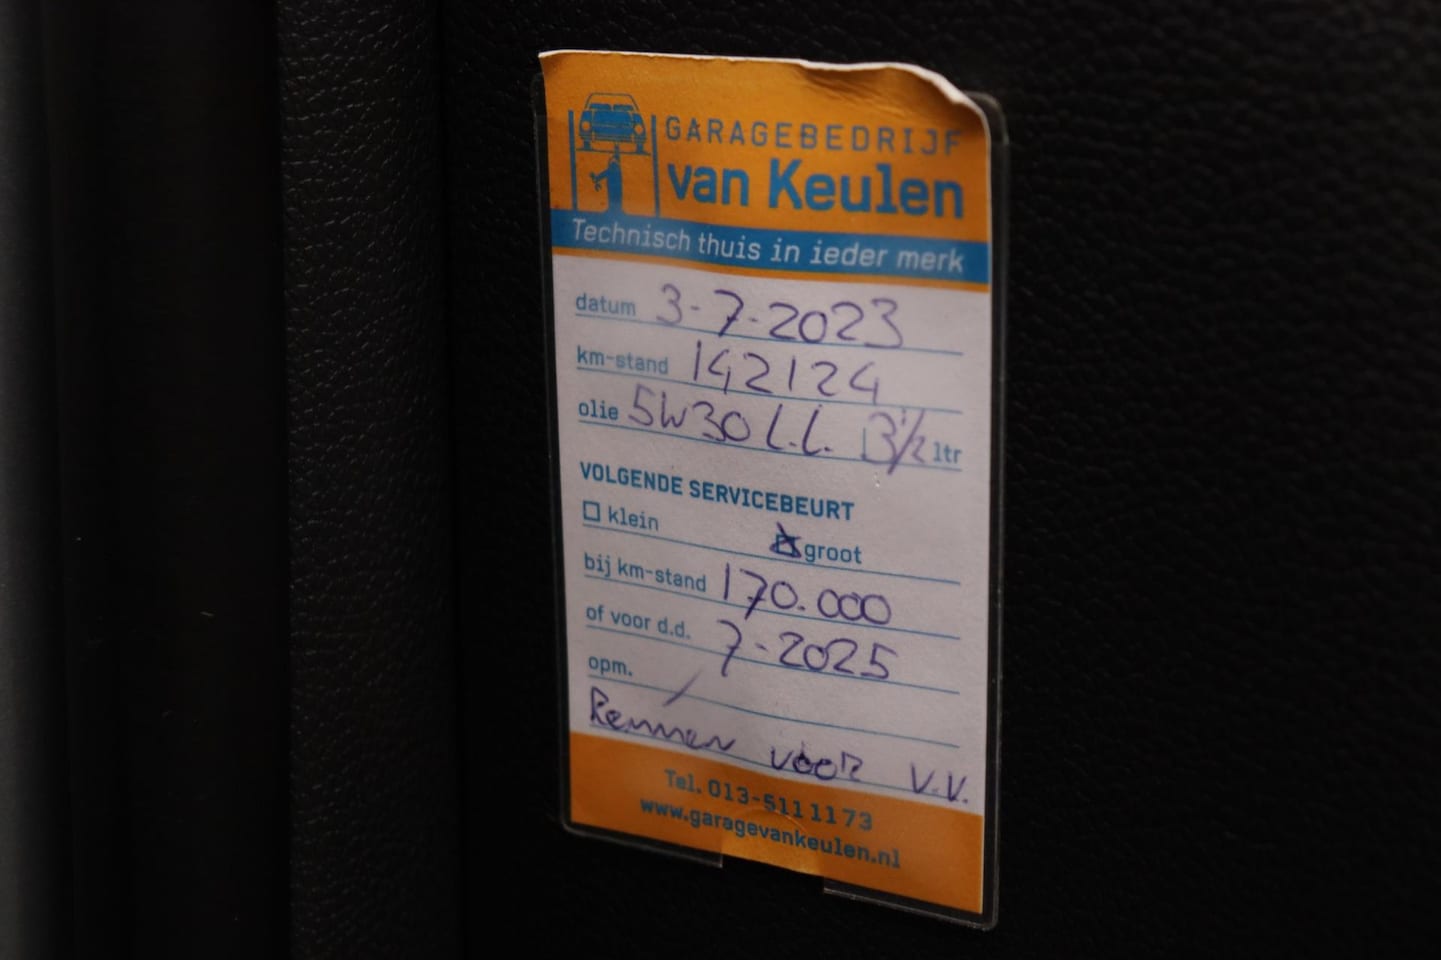 GARAGEBEDRIJF
van Keulen
Technisch thuis in ieder merk
datum 3-7-2023
km-stand 142124
olie 5W30 L.L. 3 1/2 ltr
VOLGENDE SERVICEBEURT
klein groot
bij km-stand 170.000
of voor d.d. 7-2025
opm.
Remmen voor V.V.
Tel. 013-5111173
www.garagevankeulen.nl